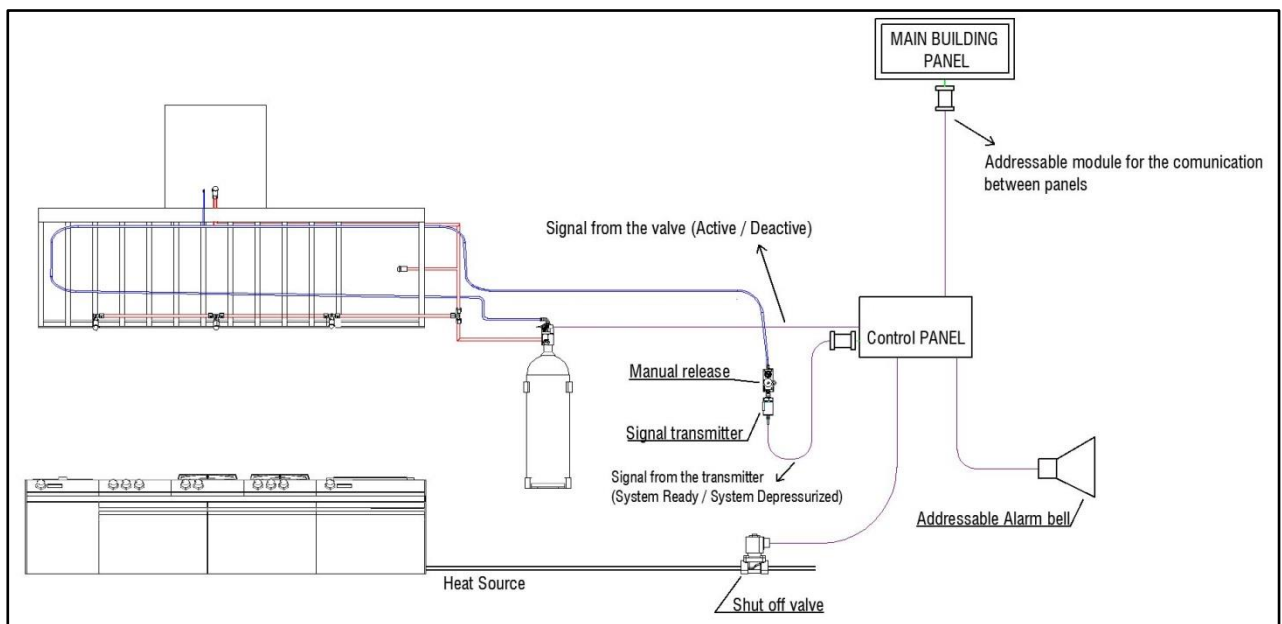 MAIN BUILDING
PANEL
Addressable module for the comunication
between panels
Signal from the valve (Active / Deactive)
Control PANEL
Manual release
Signal transmitter
Signal from the transmitter
(System Ready / System Depressurized)
Addressable Alarm bell
Heat Source
Shut off valve